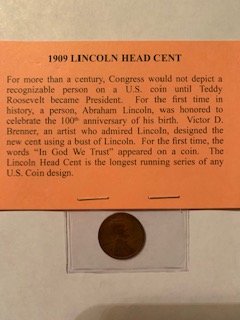 1909 LINCOLN HEAD CENT
For more than a century, Congress would not depict a
recognizable person on a U.S. coin until Teddy
Roosevelt became President. For the first time in
history, a person, Abraham Lincoln, was honored to
celebrate the 100th anniversary of his birth. Victor D.
Brenner, an artist who admired Lincoln, designed the
new cent using a bust of Lincoln. For the first time, the
words “In God We Trust” appeared on a coin. The
Lincoln Head Cent is the longest running series of any
U.S. Coin design.